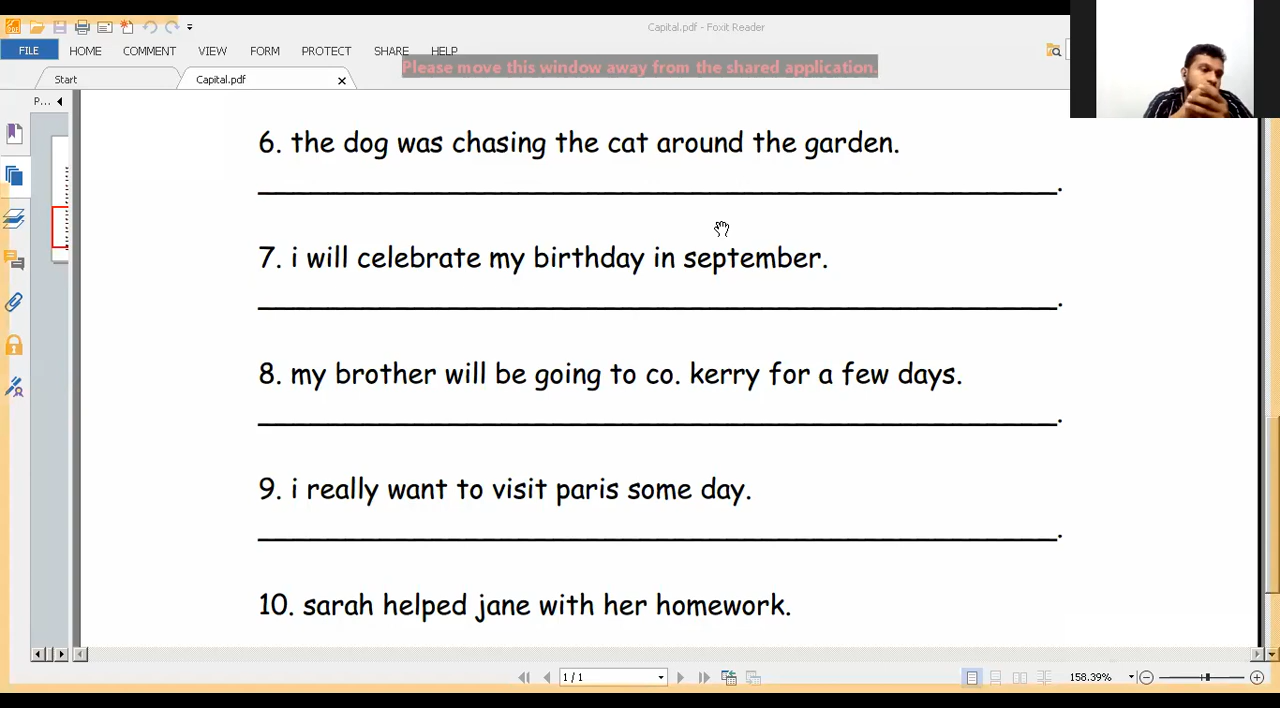 Capital.pdf - Foxit Reader
FILE HOME COMMENT VIEW FORM PROTECT SHARE HELP
Please move this window away from the shared application.
Start Capital.pdf
P...
6. the dog was chasing the cat around the garden.
7. i will celebrate my birthday in september.
8. my brother will be going to co. kerry for a few days.
9. i really want to visit paris some day.
10. sarah helped jane with her homework.
1 / 1 158.39%